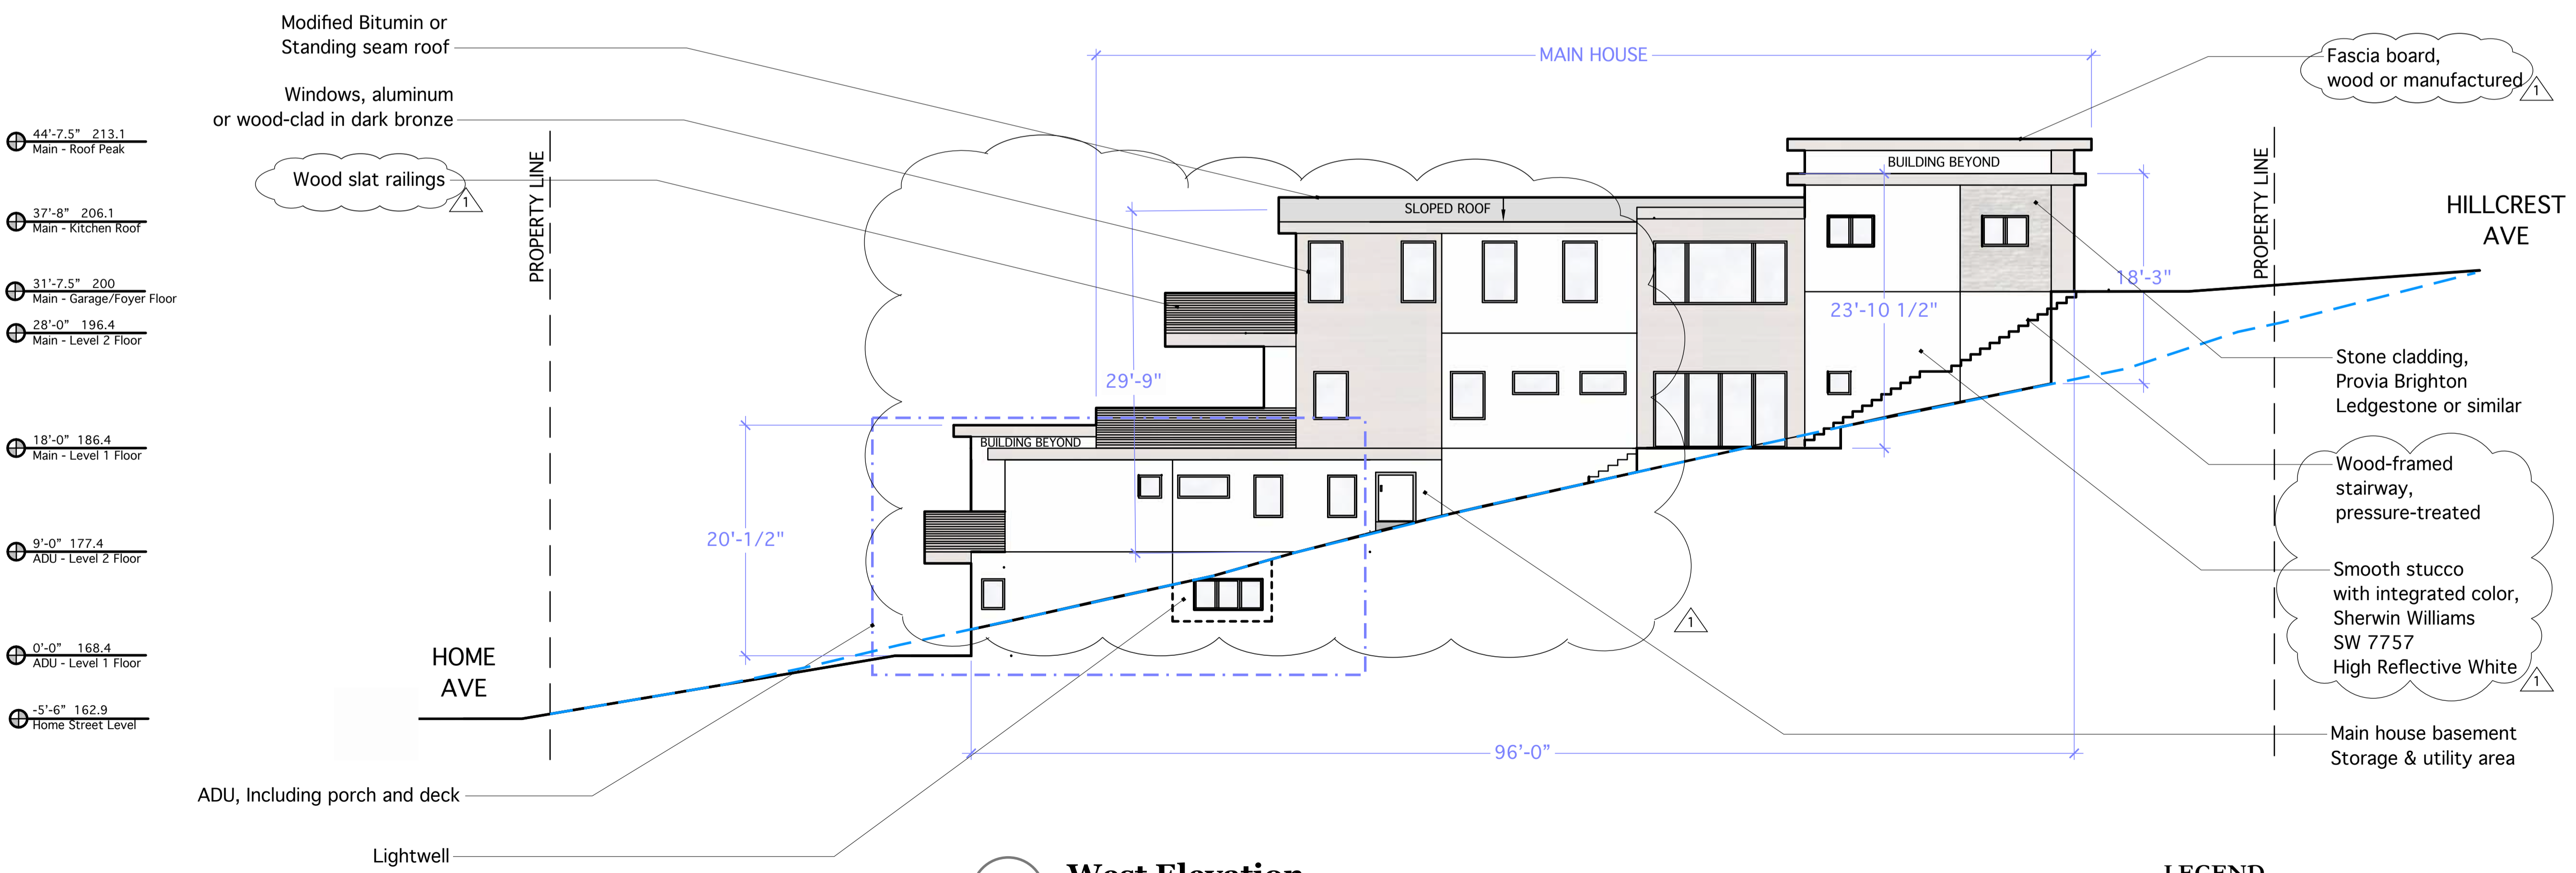 Modified Bitumin or
Standing seam roof
Windows, aluminum
or wood-clad in dark bronze
Wood slat railings
1
44'-7.5" 213.1
Main - Roof Peak
37'-8" 206.1
Main - Kitchen Roof
31'-7.5" 200
Main - Garage/Foyer Floor
28'-0" 196.4
Main - Level 2 Floor
18'-0" 186.4
Main - Level 1 Floor
9'-0" 177.4
ADU - Level 2 Floor
0'-0" 168.4
ADU - Level 1 Floor
-5'-6" 162.9
Home Street Level
PROPERTY LINE
HOME
AVE
MAIN HOUSE
BUILDING BEYOND
SLOPED ROOF
29'-9"
23'-10 1/2"
18'-3"
BUILDING BEYOND
20'-1/2"
96'-0"
1
PROPERTY LINE
HILLCREST
AVE
Fascia board,
wood or manufactured
1
Stone cladding,
Provia Brighton
Ledgestone or similar
Wood-framed
stairway,
pressure-treated
Smooth stucco
with integrated color,
Sherwin Williams
SW 7757
High Reflective White
1
Main house basement
Storage & utility area
ADU, Including porch and deck
Lightwell
West Elevation
LEGEND